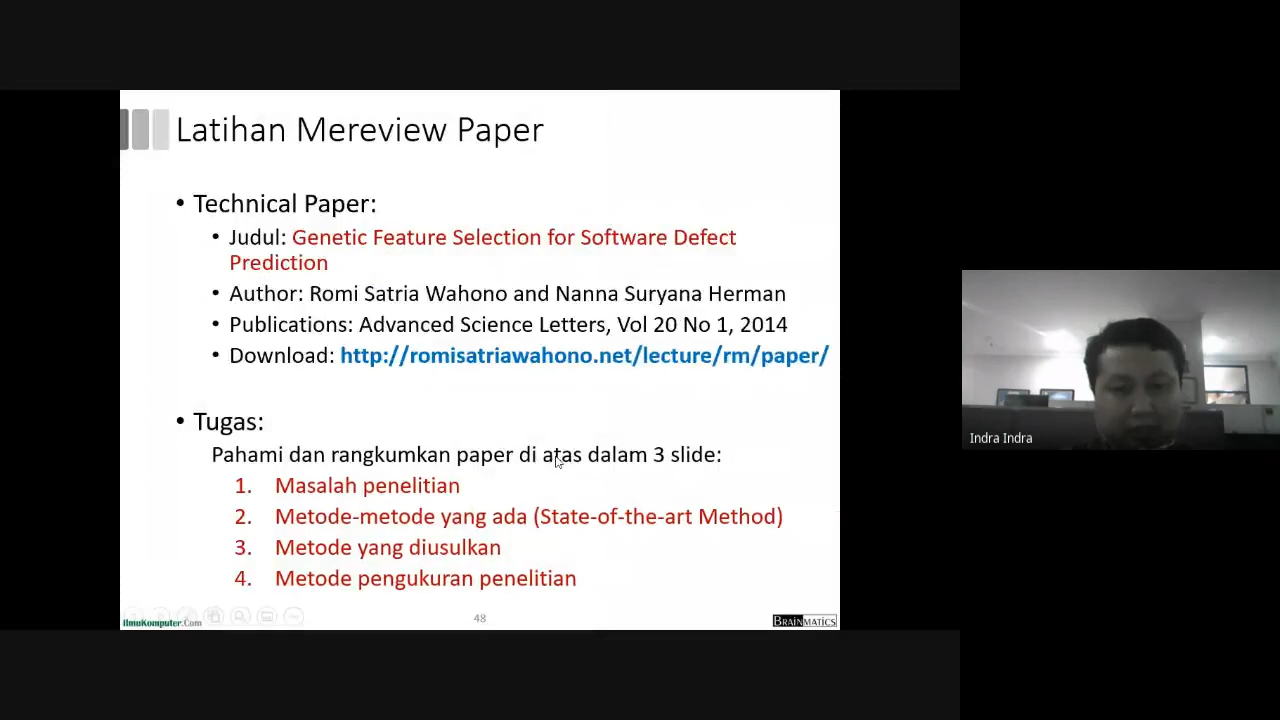 Latihan Mereview Paper
• Technical Paper:
• Judul: Genetic Feature Selection for Software Defect
Prediction
• Author: Romi Satria Wahono and Nanna Suryana Herman
• Publications: Advanced Science Letters, Vol 20 No 1, 2014
• Download: http://romisatriawahono.net/lecture/rm/paper/
• Tugas:
Pahami dan rangkumkan paper di atas dalam 3 slide:
1. Masalah penelitian
2. Metode-metode yang ada (State-of-the-art Method)
3. Metode yang diusulkan
4. Metode pengukuran penelitian
IlmuKomputer.Com
48
BRAINMATICS
Indra Indra